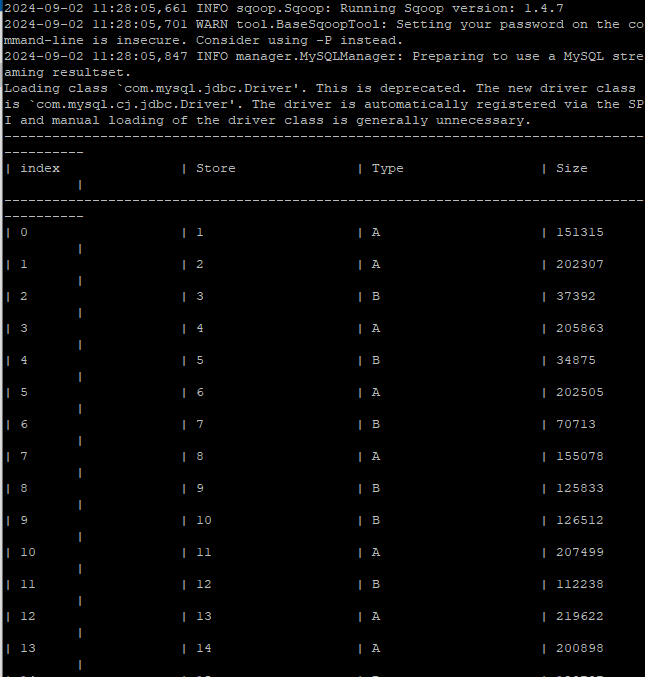 2024-09-02 11:28:05,661 INFO sqoop.Sqoop: Running Sqoop version: 1.4.7
2024-09-02 11:28:05,701 WARN tool.BaseSqoopTool: Setting your password on the co
mmand-line is insecure. Consider using -P instead.
2024-09-02 11:28:05,847 INFO manager.MySQLManager: Preparing to use a MySQL stre
aming resultset.
Loading class `com.mysql.jdbc.Driver'. This is deprecated. The new driver class
is `com.mysql.cj.jdbc.Driver'. The driver is automatically registered via the SP
I and manual loading of the driver class is generally unnecessary.
--------------------------------------------------------------------------------
----------
| index               | Store               | Type                | Size
         |
--------------------------------------------------------------------------------
----------
| 0                   | 1                   | A                   | 151315
         |
| 1                   | 2                   | A                   | 202307
         |
| 2                   | 3                   | B                   | 37392
         |
| 3                   | 4                   | A                   | 205863
         |
| 4                   | 5                   | B                   | 34875
         |
| 5                   | 6                   | A                   | 202505
         |
| 6                   | 7                   | B                   | 70713
         |
| 7                   | 8                   | A                   | 155078
         |
| 8                   | 9                   | B                   | 125833
         |
| 9                   | 10                  | B                   | 126512
         |
| 10                  | 11                  | A                   | 207499
         |
| 11                  | 12                  | B                   | 112238
         |
| 12                  | 13                  | A                   | 219622
         |
| 13                  | 14                  | A                   | 200898
         |